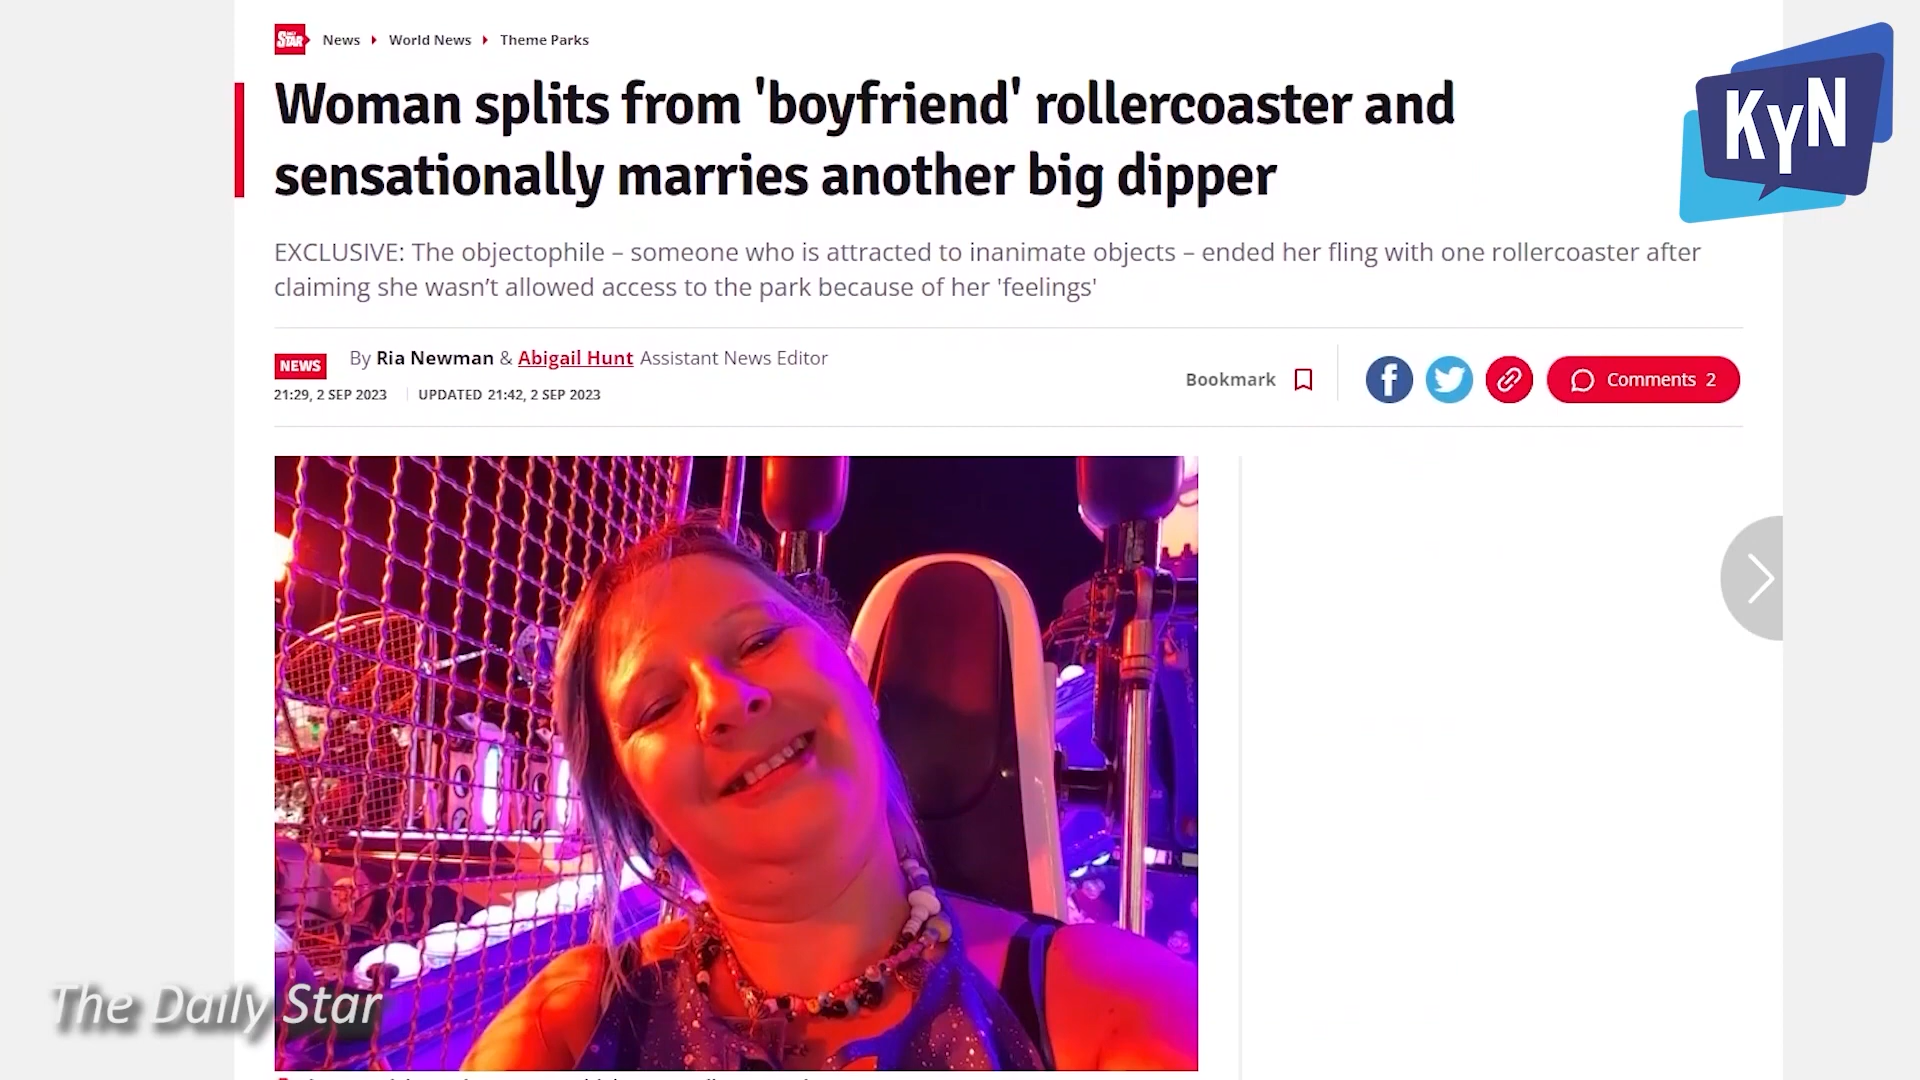 DAILY STAR
News World News Theme Parks
KyN
Woman splits from 'boyfriend' rollercoaster and
sensationally marries another big dipper
EXCLUSIVE: The objectophile – someone who is attracted to inanimate objects – ended her fling with one rollercoaster after
claiming she wasn’t allowed access to the park because of her 'feelings'
NEWS By Ria Newman & Abigail Hunt Assistant News Editor
21:29, 2 SEP 2023 UPDATED 21:42, 2 SEP 2023
Bookmark
Comments 2
The Daily Star